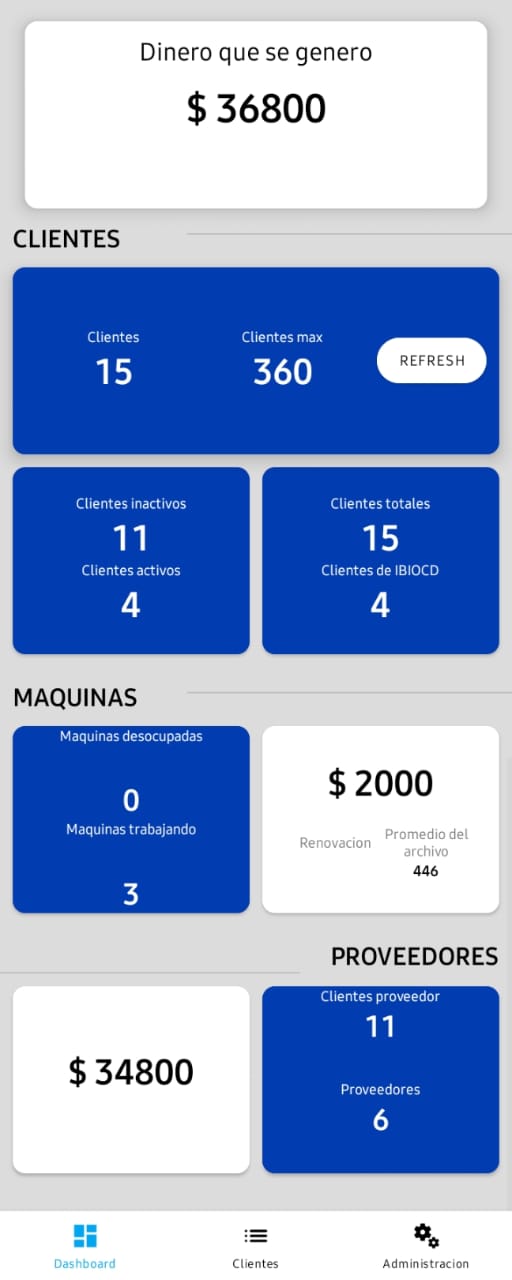 Dinero que se genero
$ 36800
CLIENTES
Clientes
15
Clientes max
360
REFRESH
Clientes inactivos
11
Clientes activos
4
Clientes totales
15
Clientes de IBIOCD
4
MAQUINAS
Maquinas desocupadas
0
Maquinas trabajando
3
$ 2000
Renovacion
Promedio del
archivo
446
PROVEEDORES
$ 34800
Clientes proveedor
11
Proveedores
6
Dashboard
Clientes
Administracion